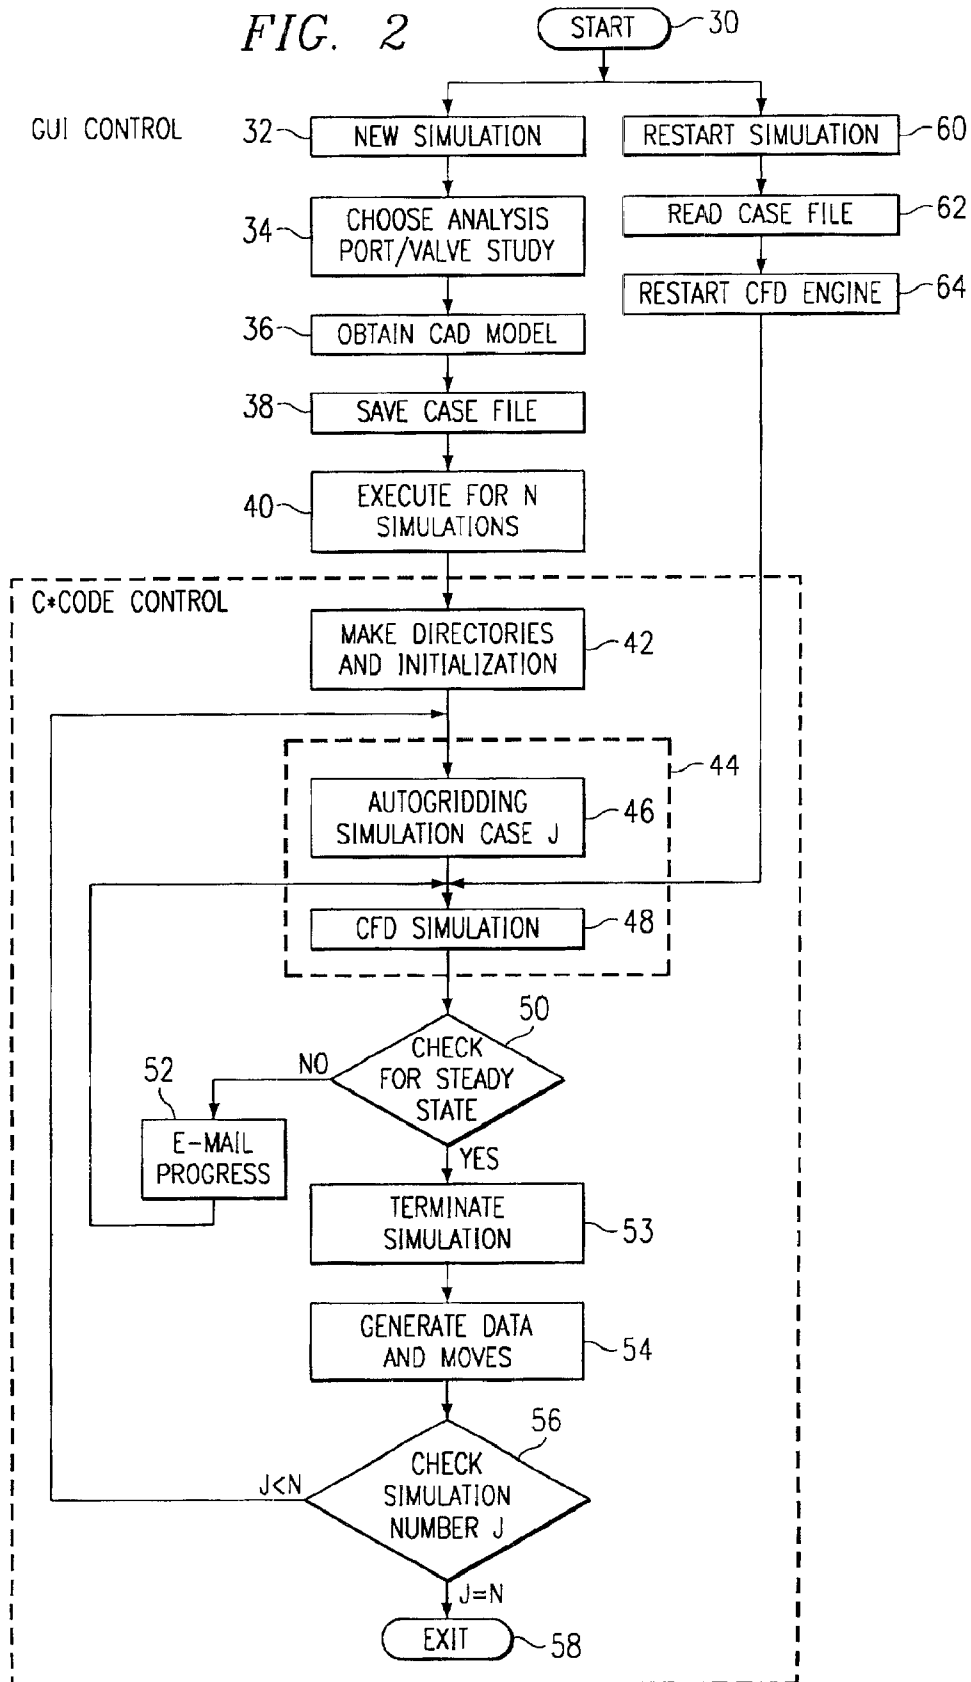 FIG. 2
START
30
GUI CONTROL
32
NEW SIMULATION
RESTART SIMULATION
60
34
CHOOSE ANALYSIS
PORT/VALVE STUDY
READ CASE FILE
62
36
OBTAIN CAD MODEL
RESTART CFD ENGINE
64
38
SAVE CASE FILE
40
EXECUTE FOR N
SIMULATIONS
C*CODE CONTROL
MAKE DIRECTORIES
AND INITIALIZATION
42
44
AUTOGRIDDING
SIMULATION CASE J
46
CFD SIMULATION
48
50
CHECK
FOR STEADY
STATE
NO
52
E-MAIL
PROGRESS
YES
TERMINATE
SIMULATION
53
GENERATE DATA
AND MOVES
54
56
CHECK
SIMULATION
NUMBER J
J<N
J=N
EXIT
58